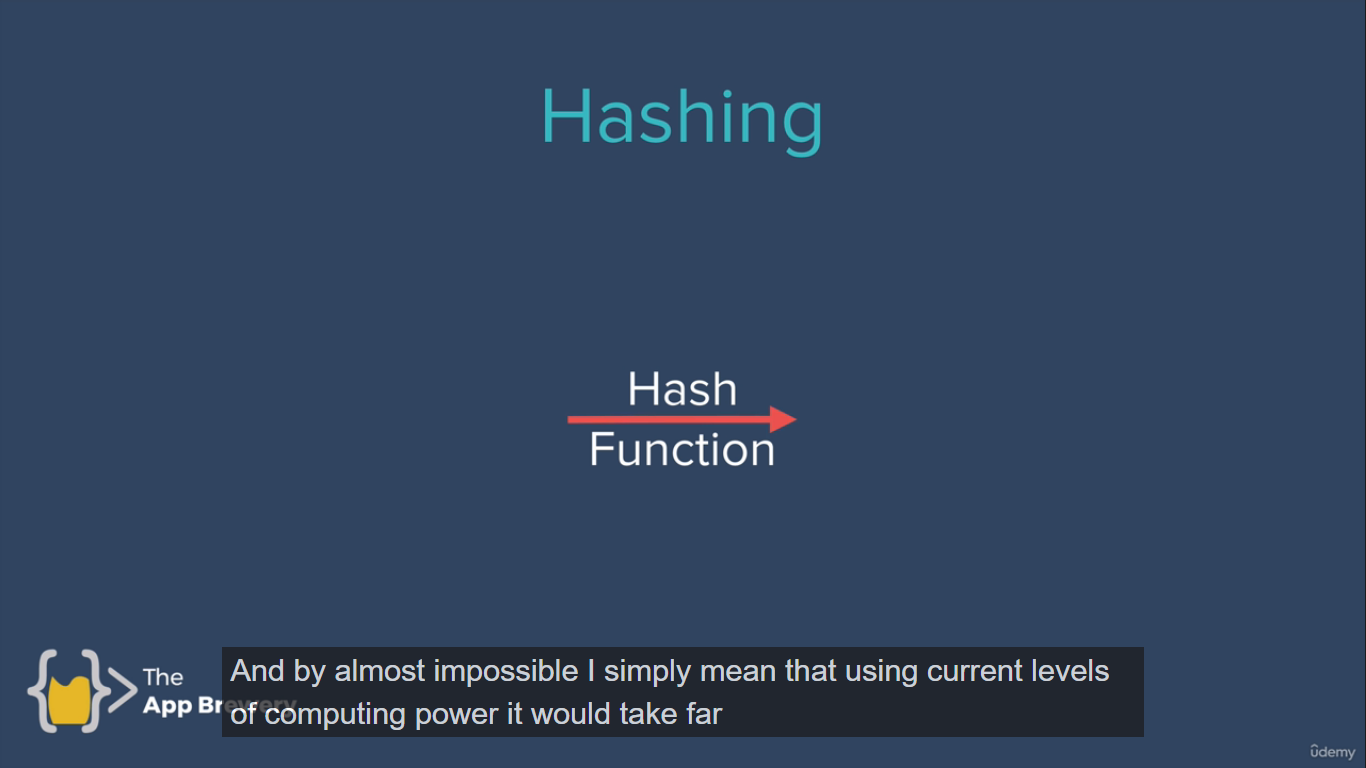 Hashing
Hash
Function
The
App Brewery
And by almost impossible I simply mean that using current levels
of computing power it would take far
ûdemy